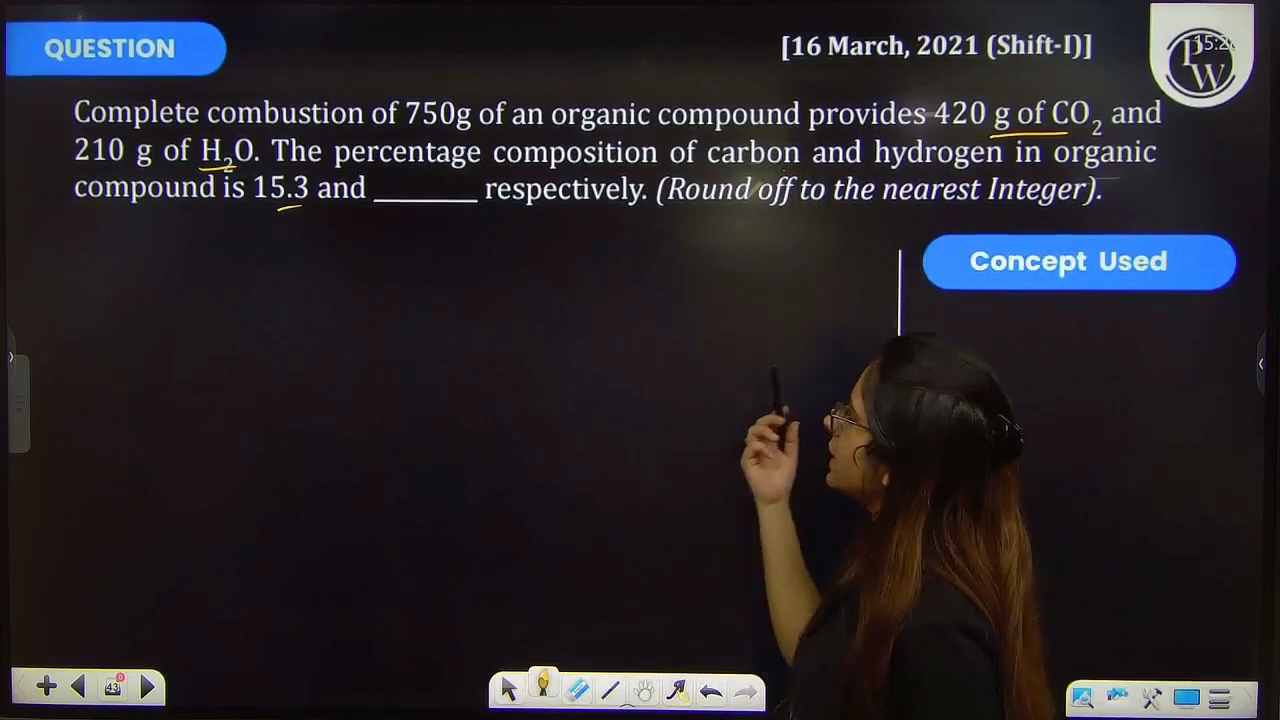 QUESTION
[16 March, 2021 (Shift-I)]
PW
Complete combustion of 750g of an organic compound provides 420 g of CO₂ and
210 g of H₂O. The percentage composition of carbon and hydrogen in organic
compound is 15.3 and ________ respectively. (Round off to the nearest Integer).
Concept Used
43